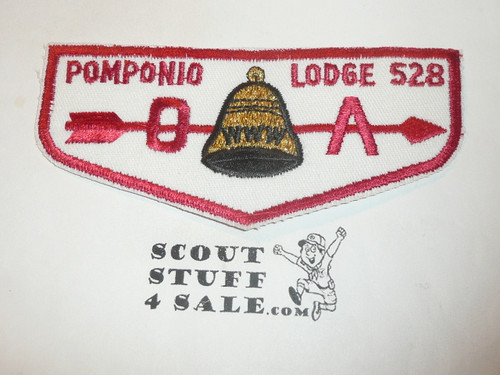 POMPONIO LODGE 528
O WWW A
SCOUT
STUFF
4 SALE.COM